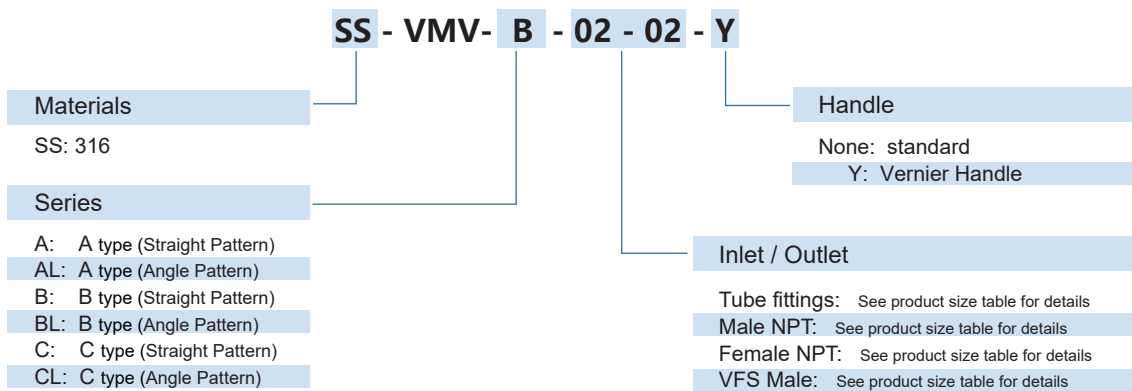 SS - VMV- B - 02 - 02 - Y
Materials
SS: 316
Series
A: A type (Straight Pattern)
AL: A type (Angle Pattern)
B: B type (Straight Pattern)
BL: B type (Angle Pattern)
C: C type (Straight Pattern)
CL: C type (Angle Pattern)
Handle
None: standard
Y: Vernier Handle
Inlet / Outlet
Tube fittings: See product size table for details
Male NPT: See product size table for details
Female NPT: See product size table for details
VFS Male: See product size table for details